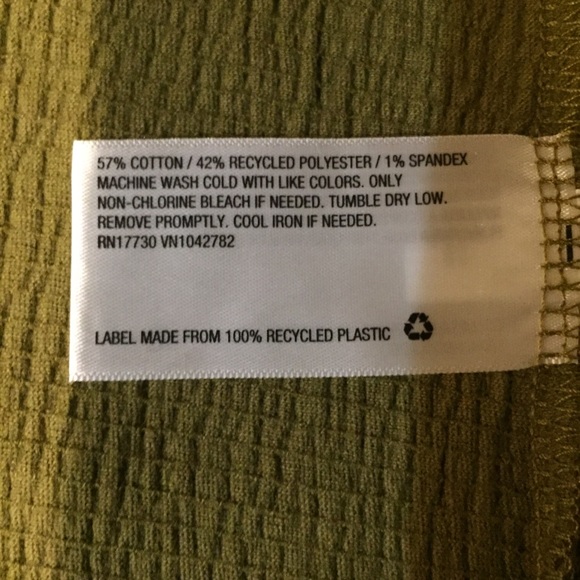 57% COTTON / 42% RECYCLED POLYESTER / 1% SPANDEX
MACHINE WASH COLD WITH LIKE COLORS. ONLY
NON-CHLORINE BLEACH IF NEEDED. TUMBLE DRY LOW.
REMOVE PROMPTLY. COOL IRON IF NEEDED.
RN17730 VN1042782
LABEL MADE FROM 100% RECYCLED PLASTIC